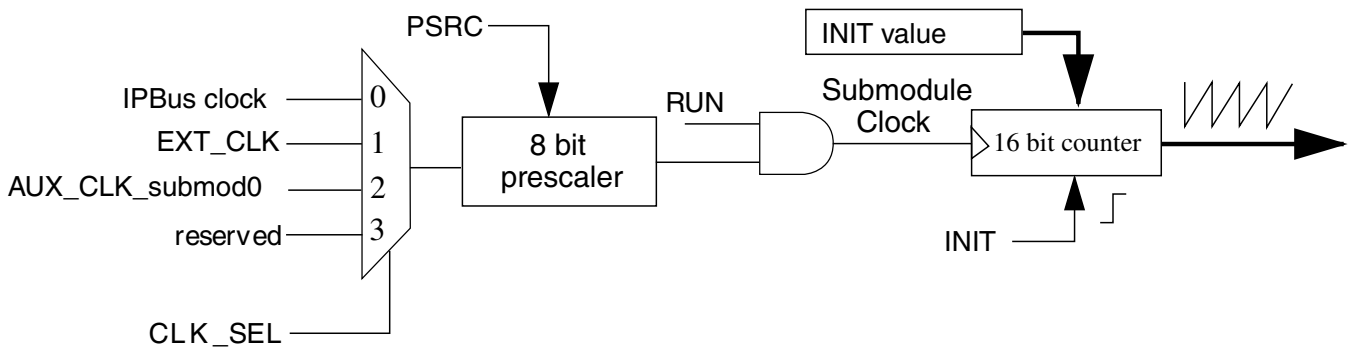 PSRC
INIT value
IPBus clock
0
RUN
Submodule
Clock
EXT_CLK
1
8 bit
prescaler
16 bit counter
AUX_CLK_submod0
2
reserved
3
INIT
CLK_SEL